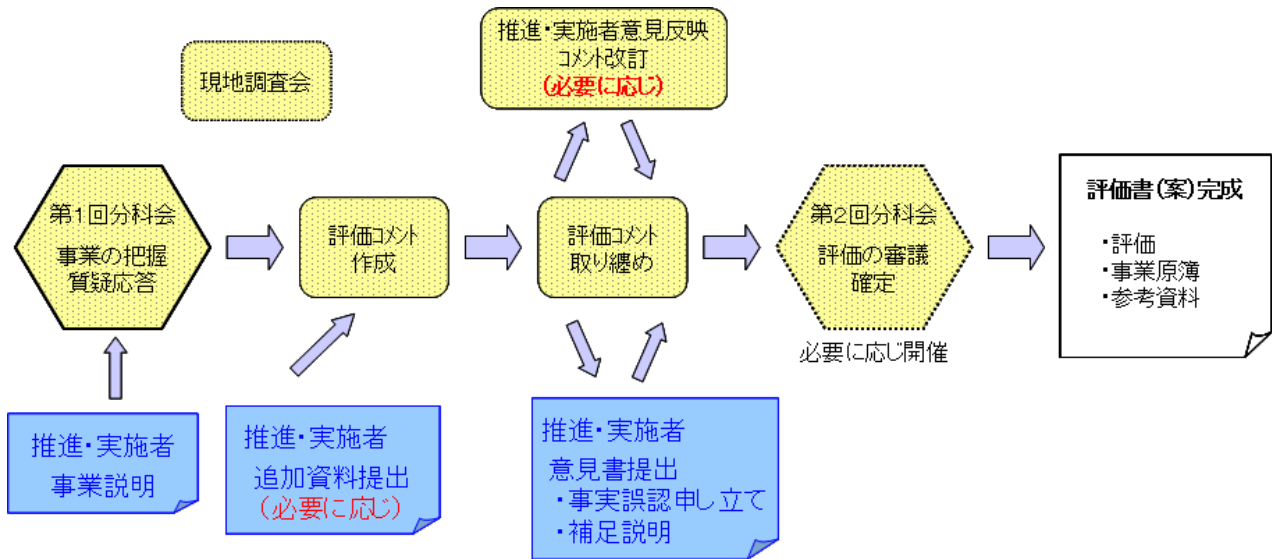 推進・実施者意見反映
コメント改訂
(必要に応じ)
現地調査会
第1回分科会
事業の把握
質疑応答
評価コメント
作成
評価コメント
取り纏め
第2回分科会
評価の審議
確定
必要に応じ開催
評価書(案)完成
・評価
・事業原簿
・参考資料
推進・実施者
事業説明
推進・実施者
追加資料提出
(必要に応じ)
推進・実施者
意見書提出
・事実誤認申し立て
・補足説明